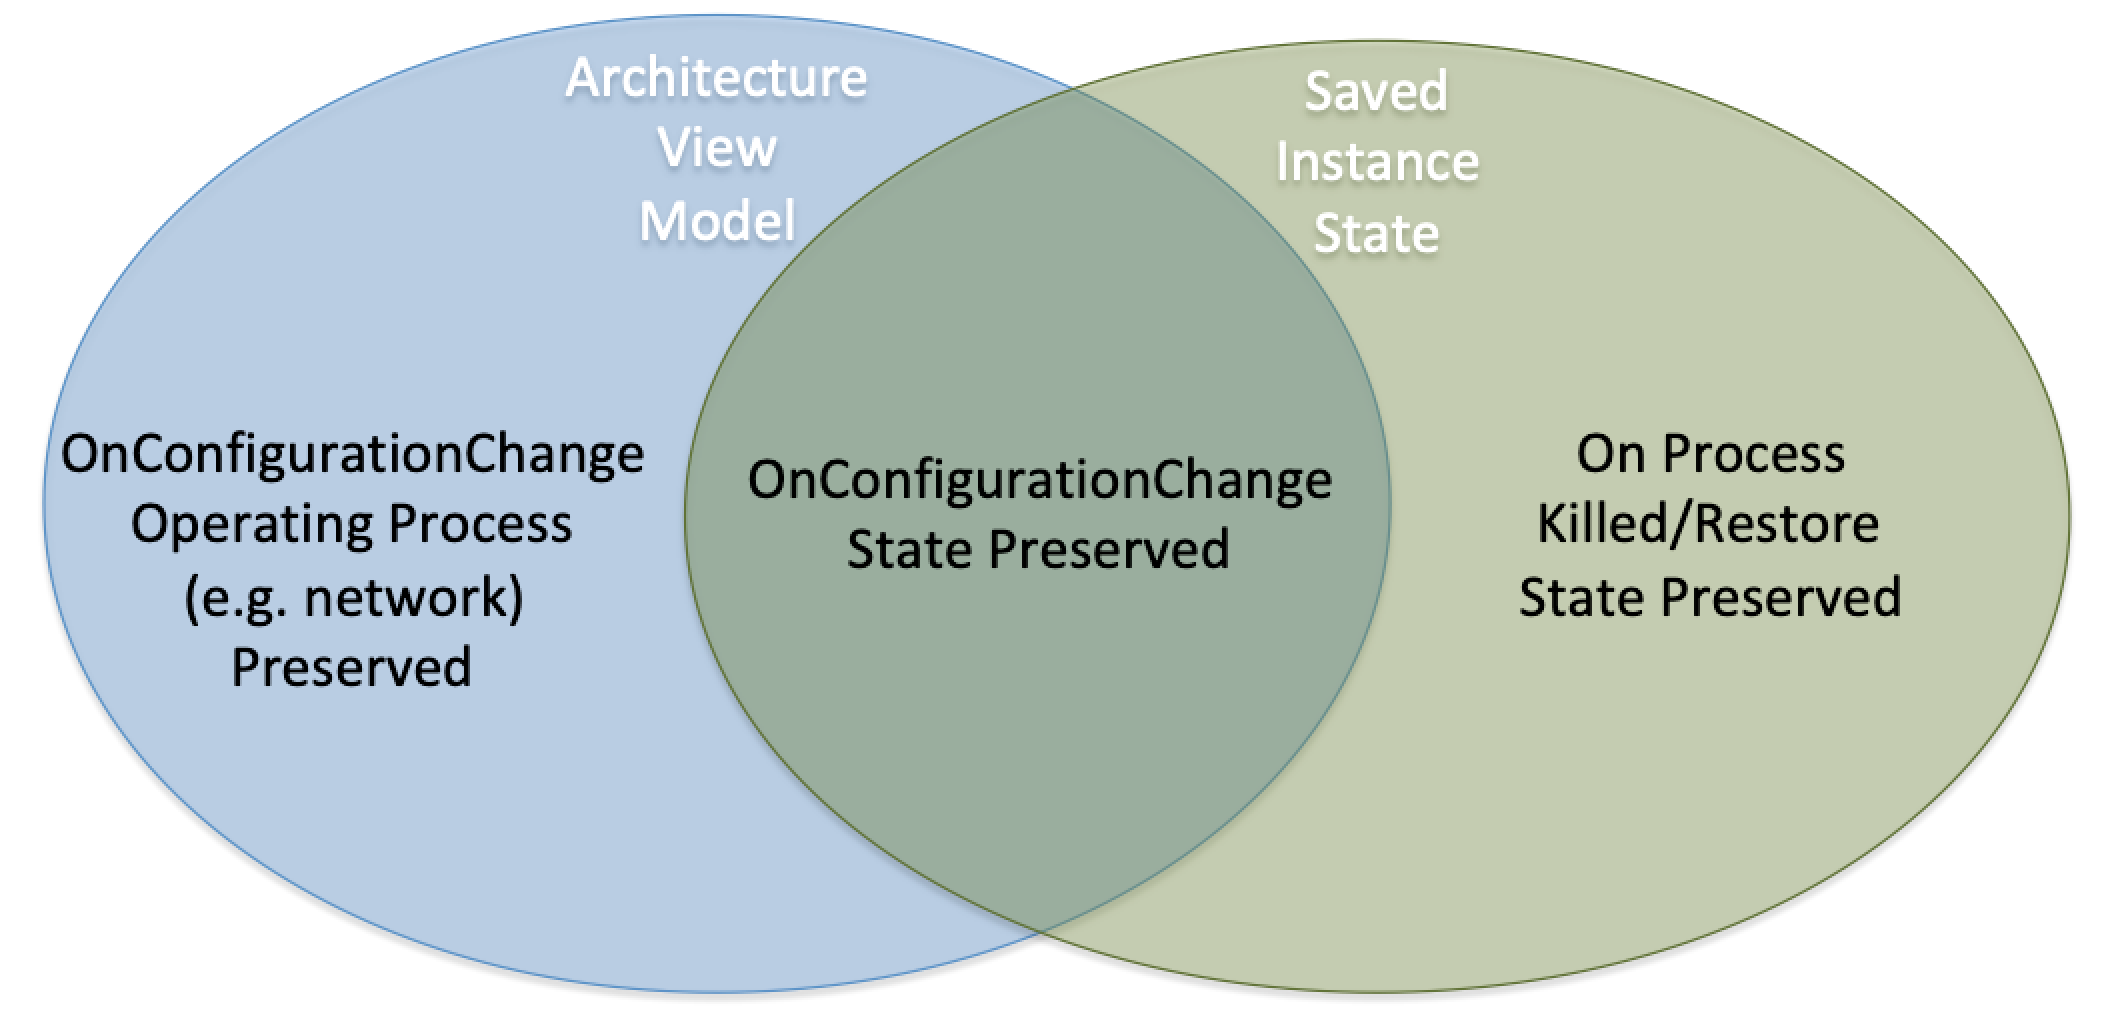 Architecture
View
Model
Saved
Instance
State
OnConfigurationChange
Operating Process
(e.g. network)
Preserved
OnConfigurationChange
State Preserved
On Process
Killed/Restore
State Preserved